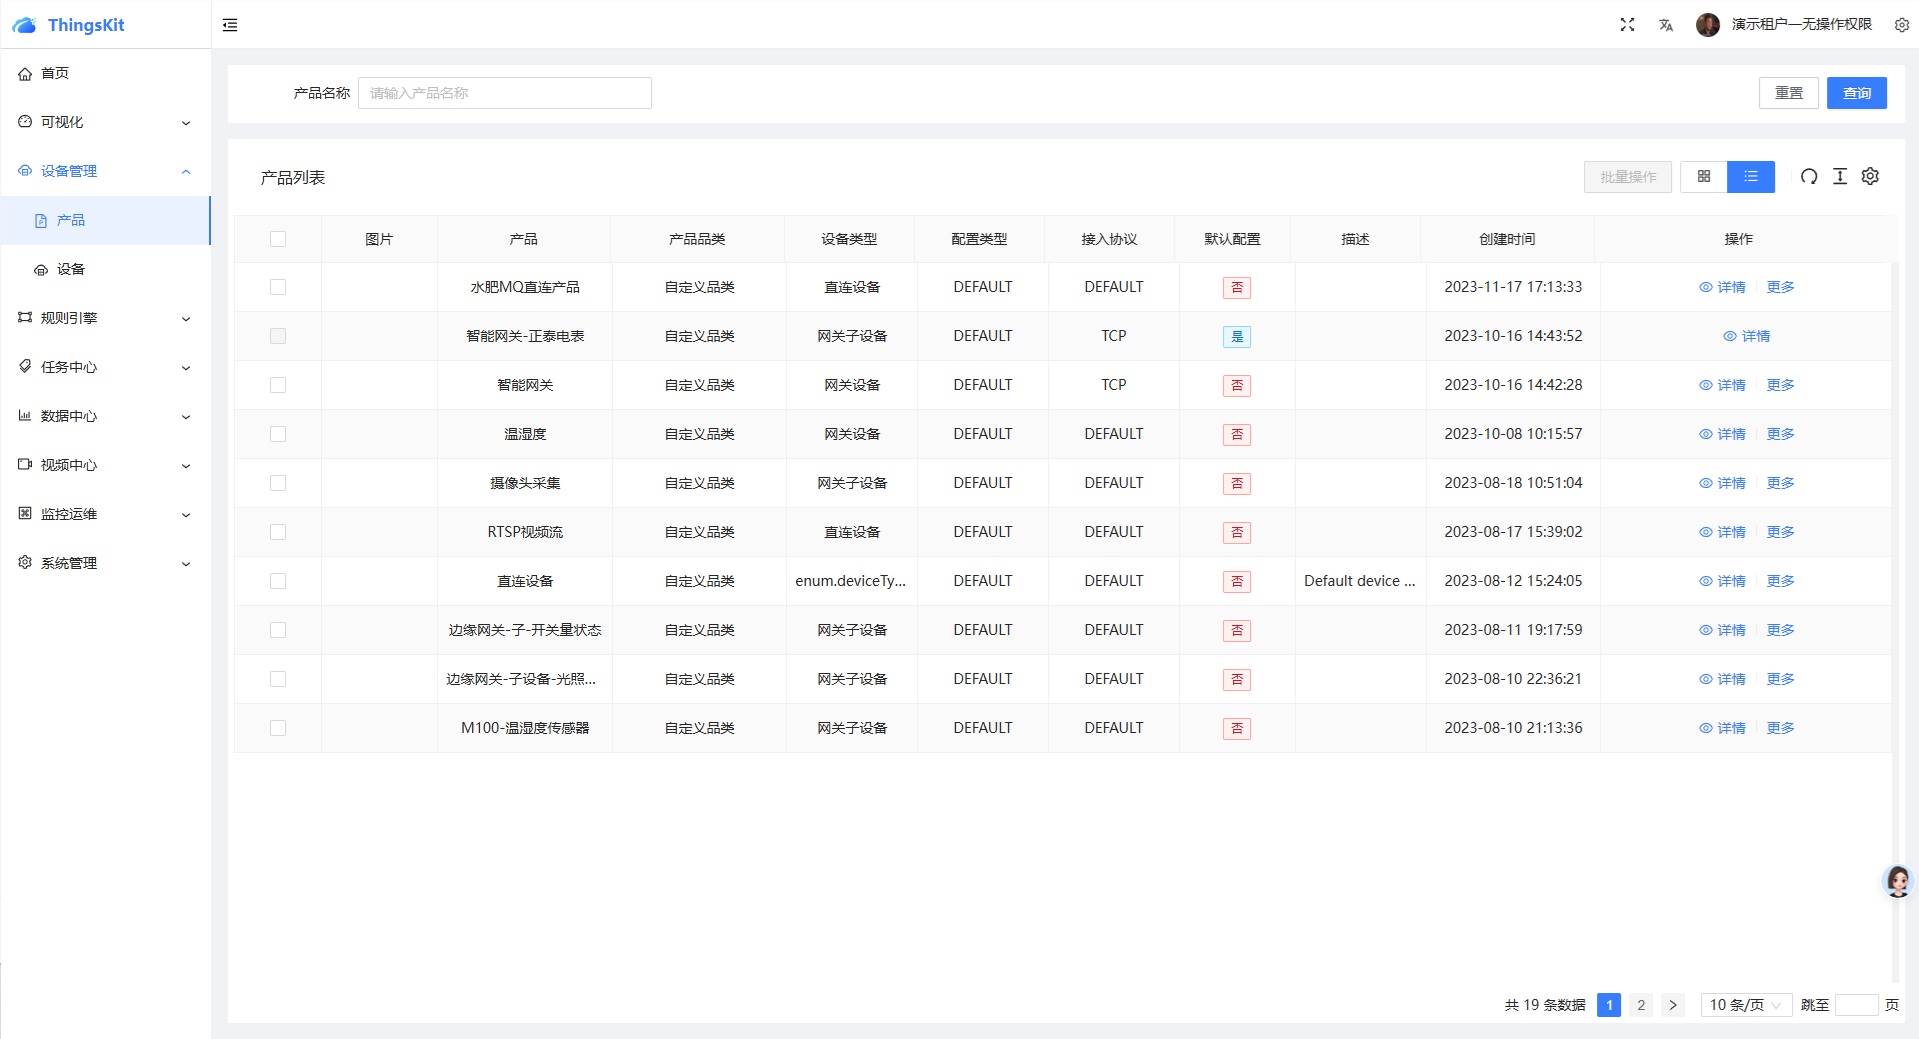 ThingsKit
演示租户—无操作权限
首页
可视化
设备管理
产品
设备
规则引擎
任务中心
数据中心
视频中心
监控运维
系统管理
产品名称 请输入产品名称 重置 查询
产品列表 批量操作
图片 产品 产品品类 设备类型 配置类型 接入协议 默认配置 描述 创建时间 操作
水肥MQ直连产品 自定义品类 直连设备 DEFAULT DEFAULT 否 2023-11-17 17:13:33 详情 更多
智能网关-正泰电表 自定义品类 网关子设备 DEFAULT TCP 是 2023-10-16 14:43:52 详情
智能网关 自定义品类 网关设备 DEFAULT TCP 否 2023-10-16 14:42:28 详情 更多
温湿度 自定义品类 网关设备 DEFAULT DEFAULT 否 2023-10-08 10:15:57 详情 更多
摄像头采集 自定义品类 网关子设备 DEFAULT DEFAULT 否 2023-08-18 10:51:04 详情 更多
RTSP视频流 自定义品类 直连设备 DEFAULT DEFAULT 否 2023-08-17 15:39:02 详情 更多
直连设备 自定义品类 enum.deviceTy... DEFAULT DEFAULT 否 Default device ... 2023-08-12 15:24:05 详情 更多
边缘网关-子-开关量状态 自定义品类 网关子设备 DEFAULT DEFAULT 否 2023-08-11 19:17:59 详情 更多
边缘网关-子设备-光照... 自定义品类 网关子设备 DEFAULT DEFAULT 否 2023-08-10 22:36:21 详情 更多
M100-温湿度传感器 自定义品类 网关子设备 DEFAULT DEFAULT 否 2023-08-10 21:13:36 详情 更多
共 19 条数据 1 2 > 10 条/页 跳至 页